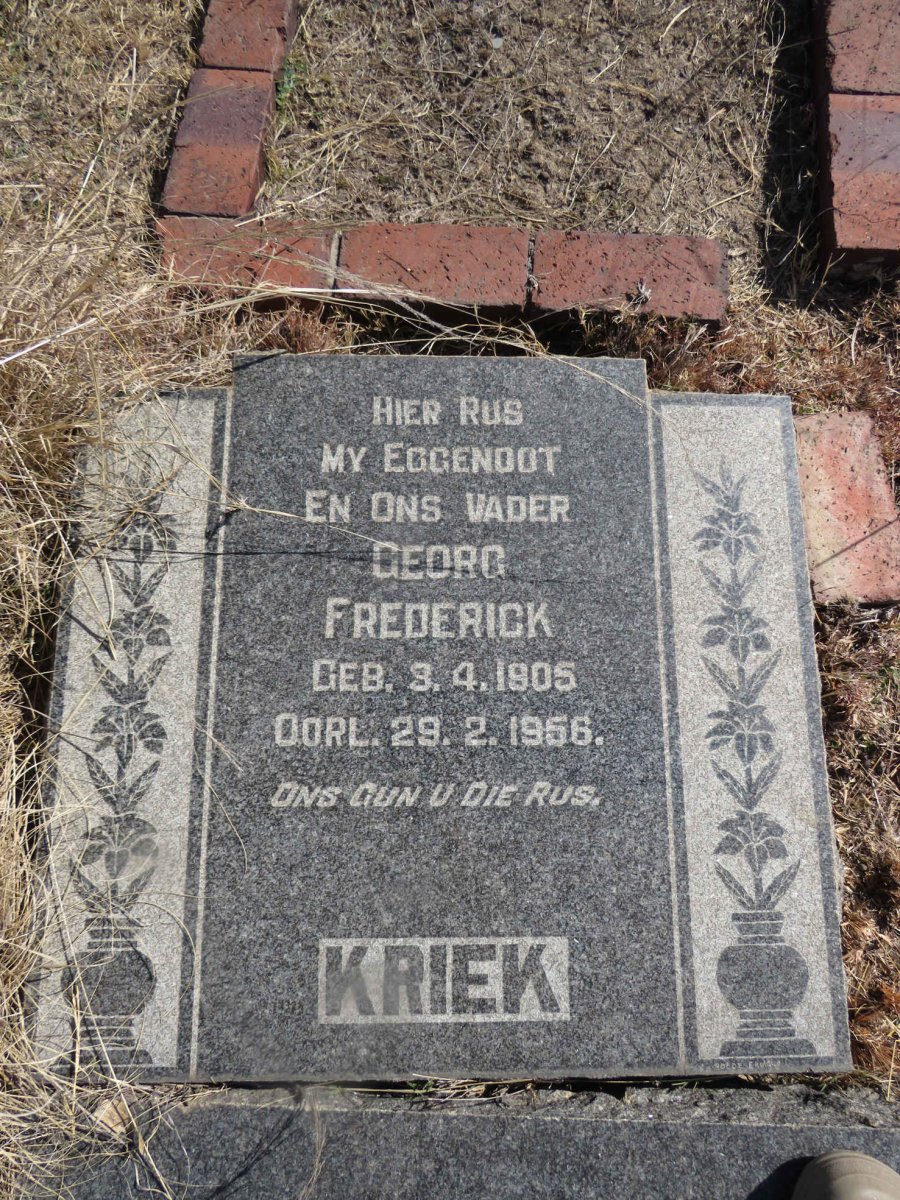 HIER RUS
MY EGGENOOT
EN ONS VADER
GEORG
FREDERICK
GEB. 3. 4. 1905
OORL. 29. 2. 1956.
ONS GUN U DIE RUS.
KRIEK